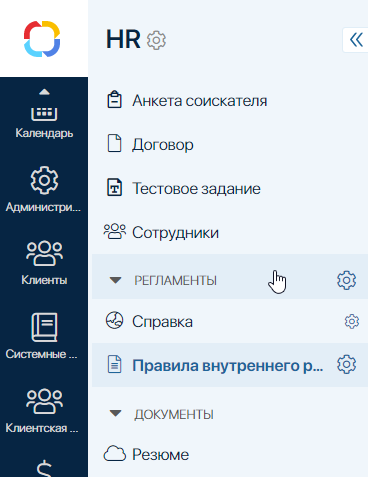 HR
Календарь
Администри...
Клиенты
Системные ...
Клиентская ...
Анкета соискателя
Договор
Тестовое задание
Сотрудники
РЕГЛАМЕНТЫ
Справка
Правила внутреннего р...
ДОКУМЕНТЫ
Резюме